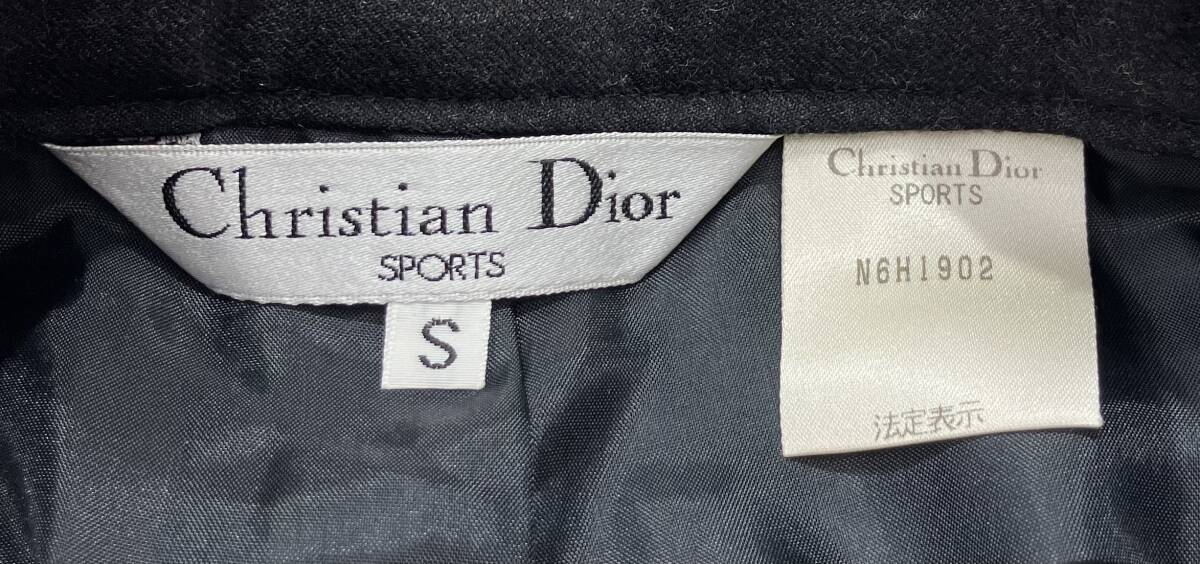 Christian Dior
SPORTS
S
Christian Dior
SPORTS
N6H1902
法定表示